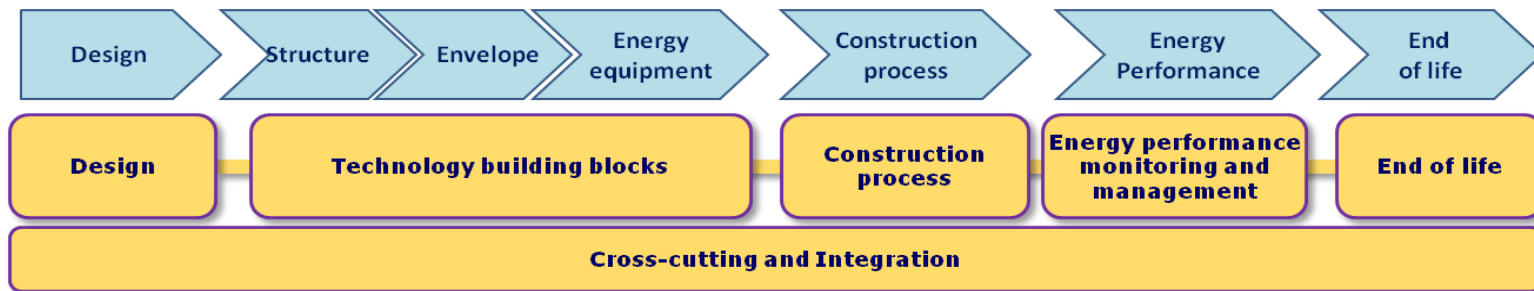 Design
Structure
Envelope
Energy
equipment
Construction
process
Energy
Performance
End
of life
Design
Technology building blocks
Construction
process
Energy performance
monitoring and
management
End of life
Cross-cutting and Integration